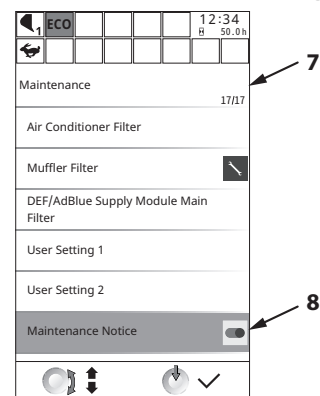 1 ECO 12:34
50.0h
7
Maintenance
17/17
Air Conditioner Filter
Muffler Filter
DEF/AdBlue Supply Module Main
Filter
User Setting 1
User Setting 2
8
Maintenance Notice